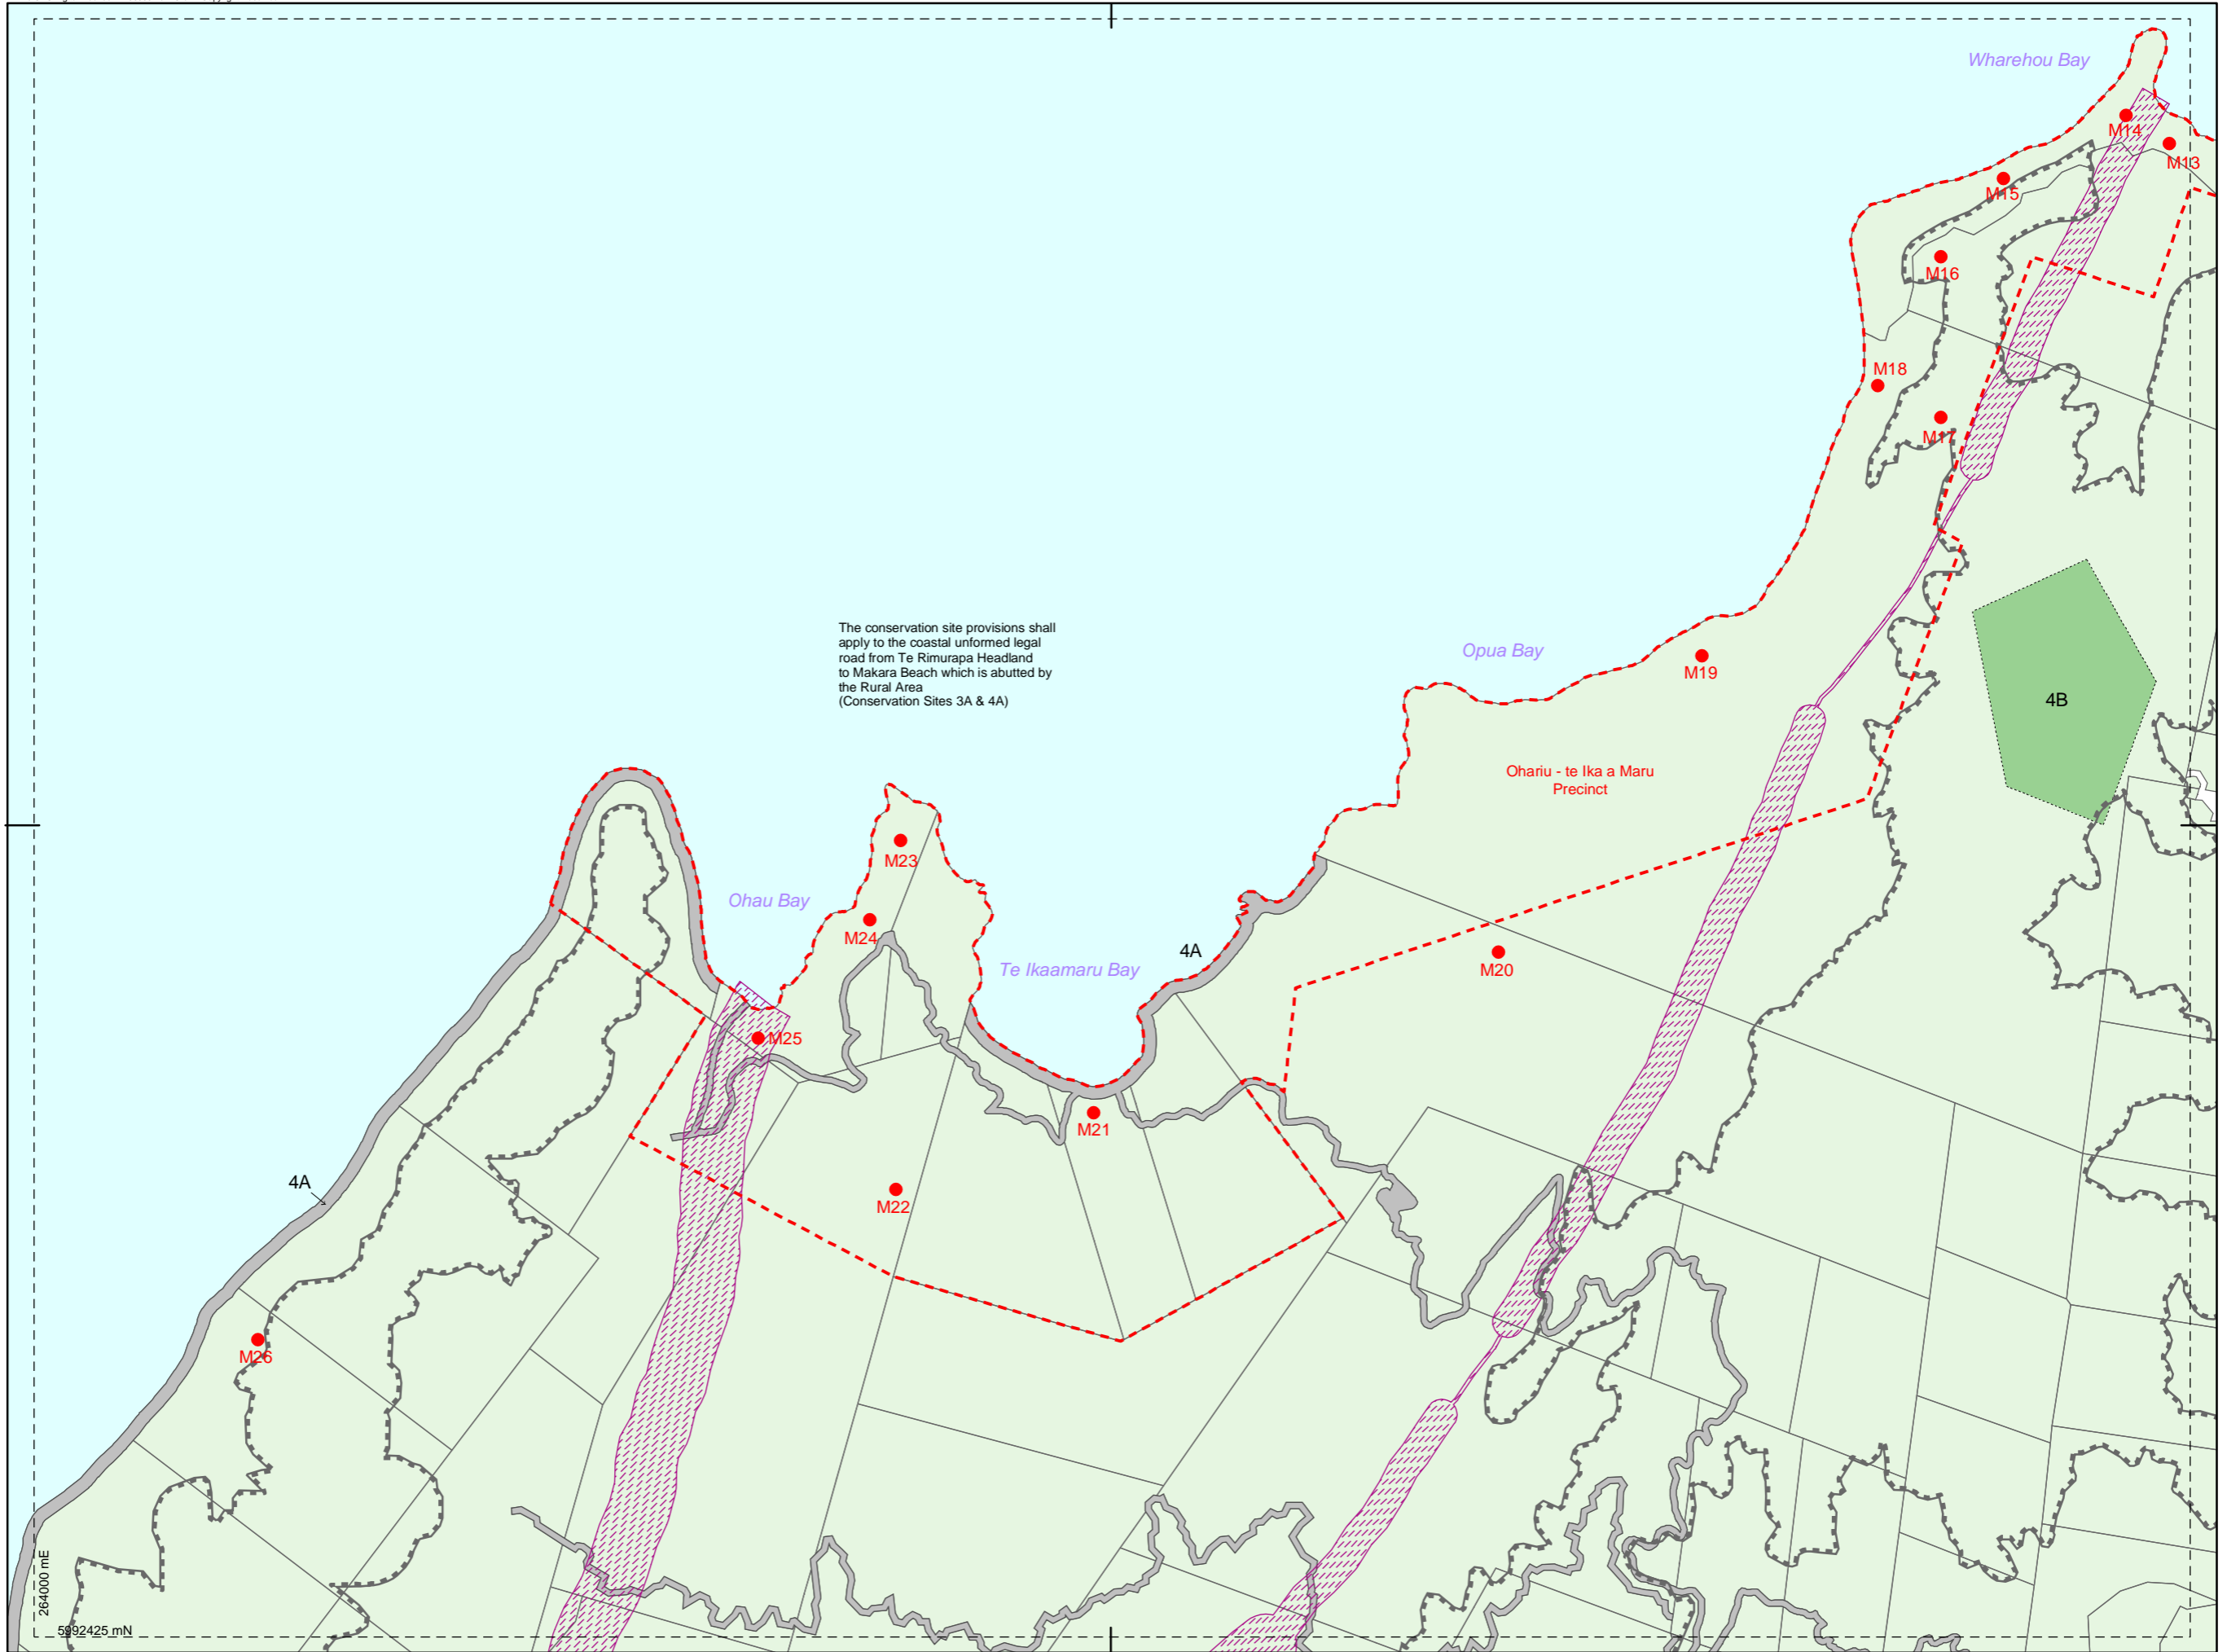 Wharehou Bay
M14
M13
M15
M16
M18
M17
The conservation site provisions shall
apply to the coastal unformed legal
road from Te Rimurapa Headland
to Makara Beach which is abutted by
the Rural Area
(Conservation Sites 3A & 4A)
Opua Bay
M19
4B
Ohariu - te Ika a Maru
Precinct
M23
Ohau Bay
M24
4A
Te Ikaamaru Bay
M20
M25
M21
4A
M22
M26
264000 mE
5992425 mN